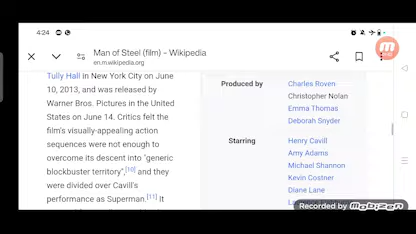 4:24
Man of Steel (film) – Wikipedia
en.m.wikipedia.org
Tully Hall in New York City on June
10, 2013, and was released by
Warner Bros. Pictures in the United
States on June 14. Critics felt the
film's visually-appealing action
sequences were not enough to
overcome its descent into "generic
blockbuster territory",[10] and they
were divided over Cavill's
performance as Superman.[11] It
Produced by
Charles Roven
Christopher Nolan
Emma Thomas
Deborah Snyder
Starring
Henry Cavill
Amy Adams
Michael Shannon
Kevin Costner
Diane Lane
Recorded by Mobizen